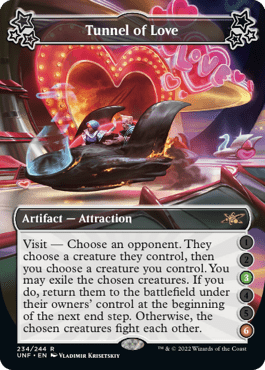 Tunnel of Love
Artifact — Attraction
Visit — Choose an opponent. They
choose a creature they control, then
you choose a creature you control. You
may exile the chosen creatures. If you
do, return them to the battlefield under
their owners' control at the beginning
of the next end step. Otherwise, the
chosen creatures fight each other.
1
2
3
4
5
6
234/244 R
UNF • EN Vladimir Krisetskiy
™ & © 2022 Wizards of the Coast